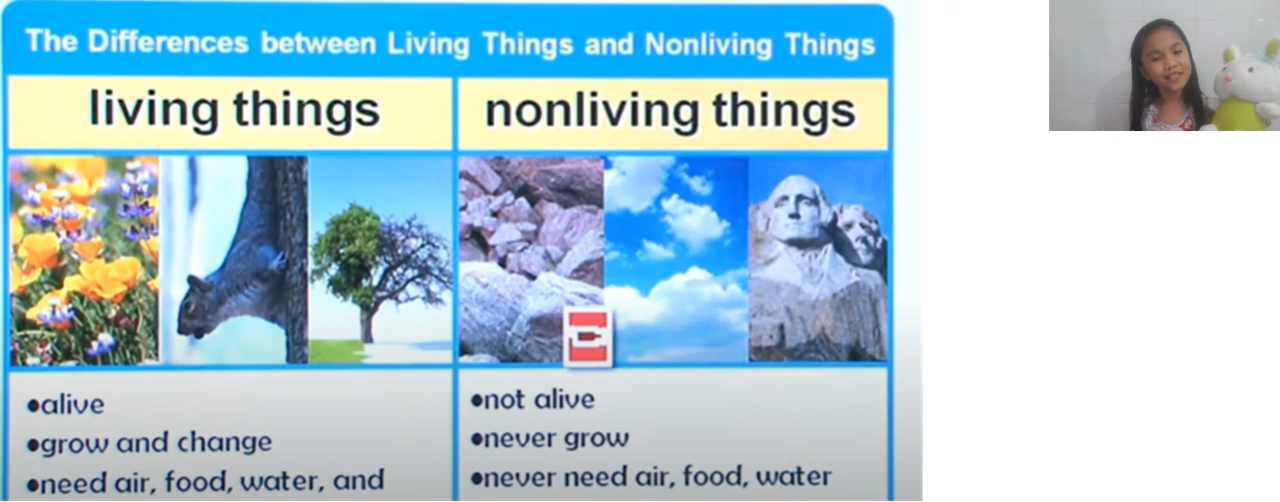 The Differences between Living Things and Nonliving Things
living things
nonliving things
•alive
•grow and change
•need air, food, water, and
•not alive
•never grow
•never need air, food, water